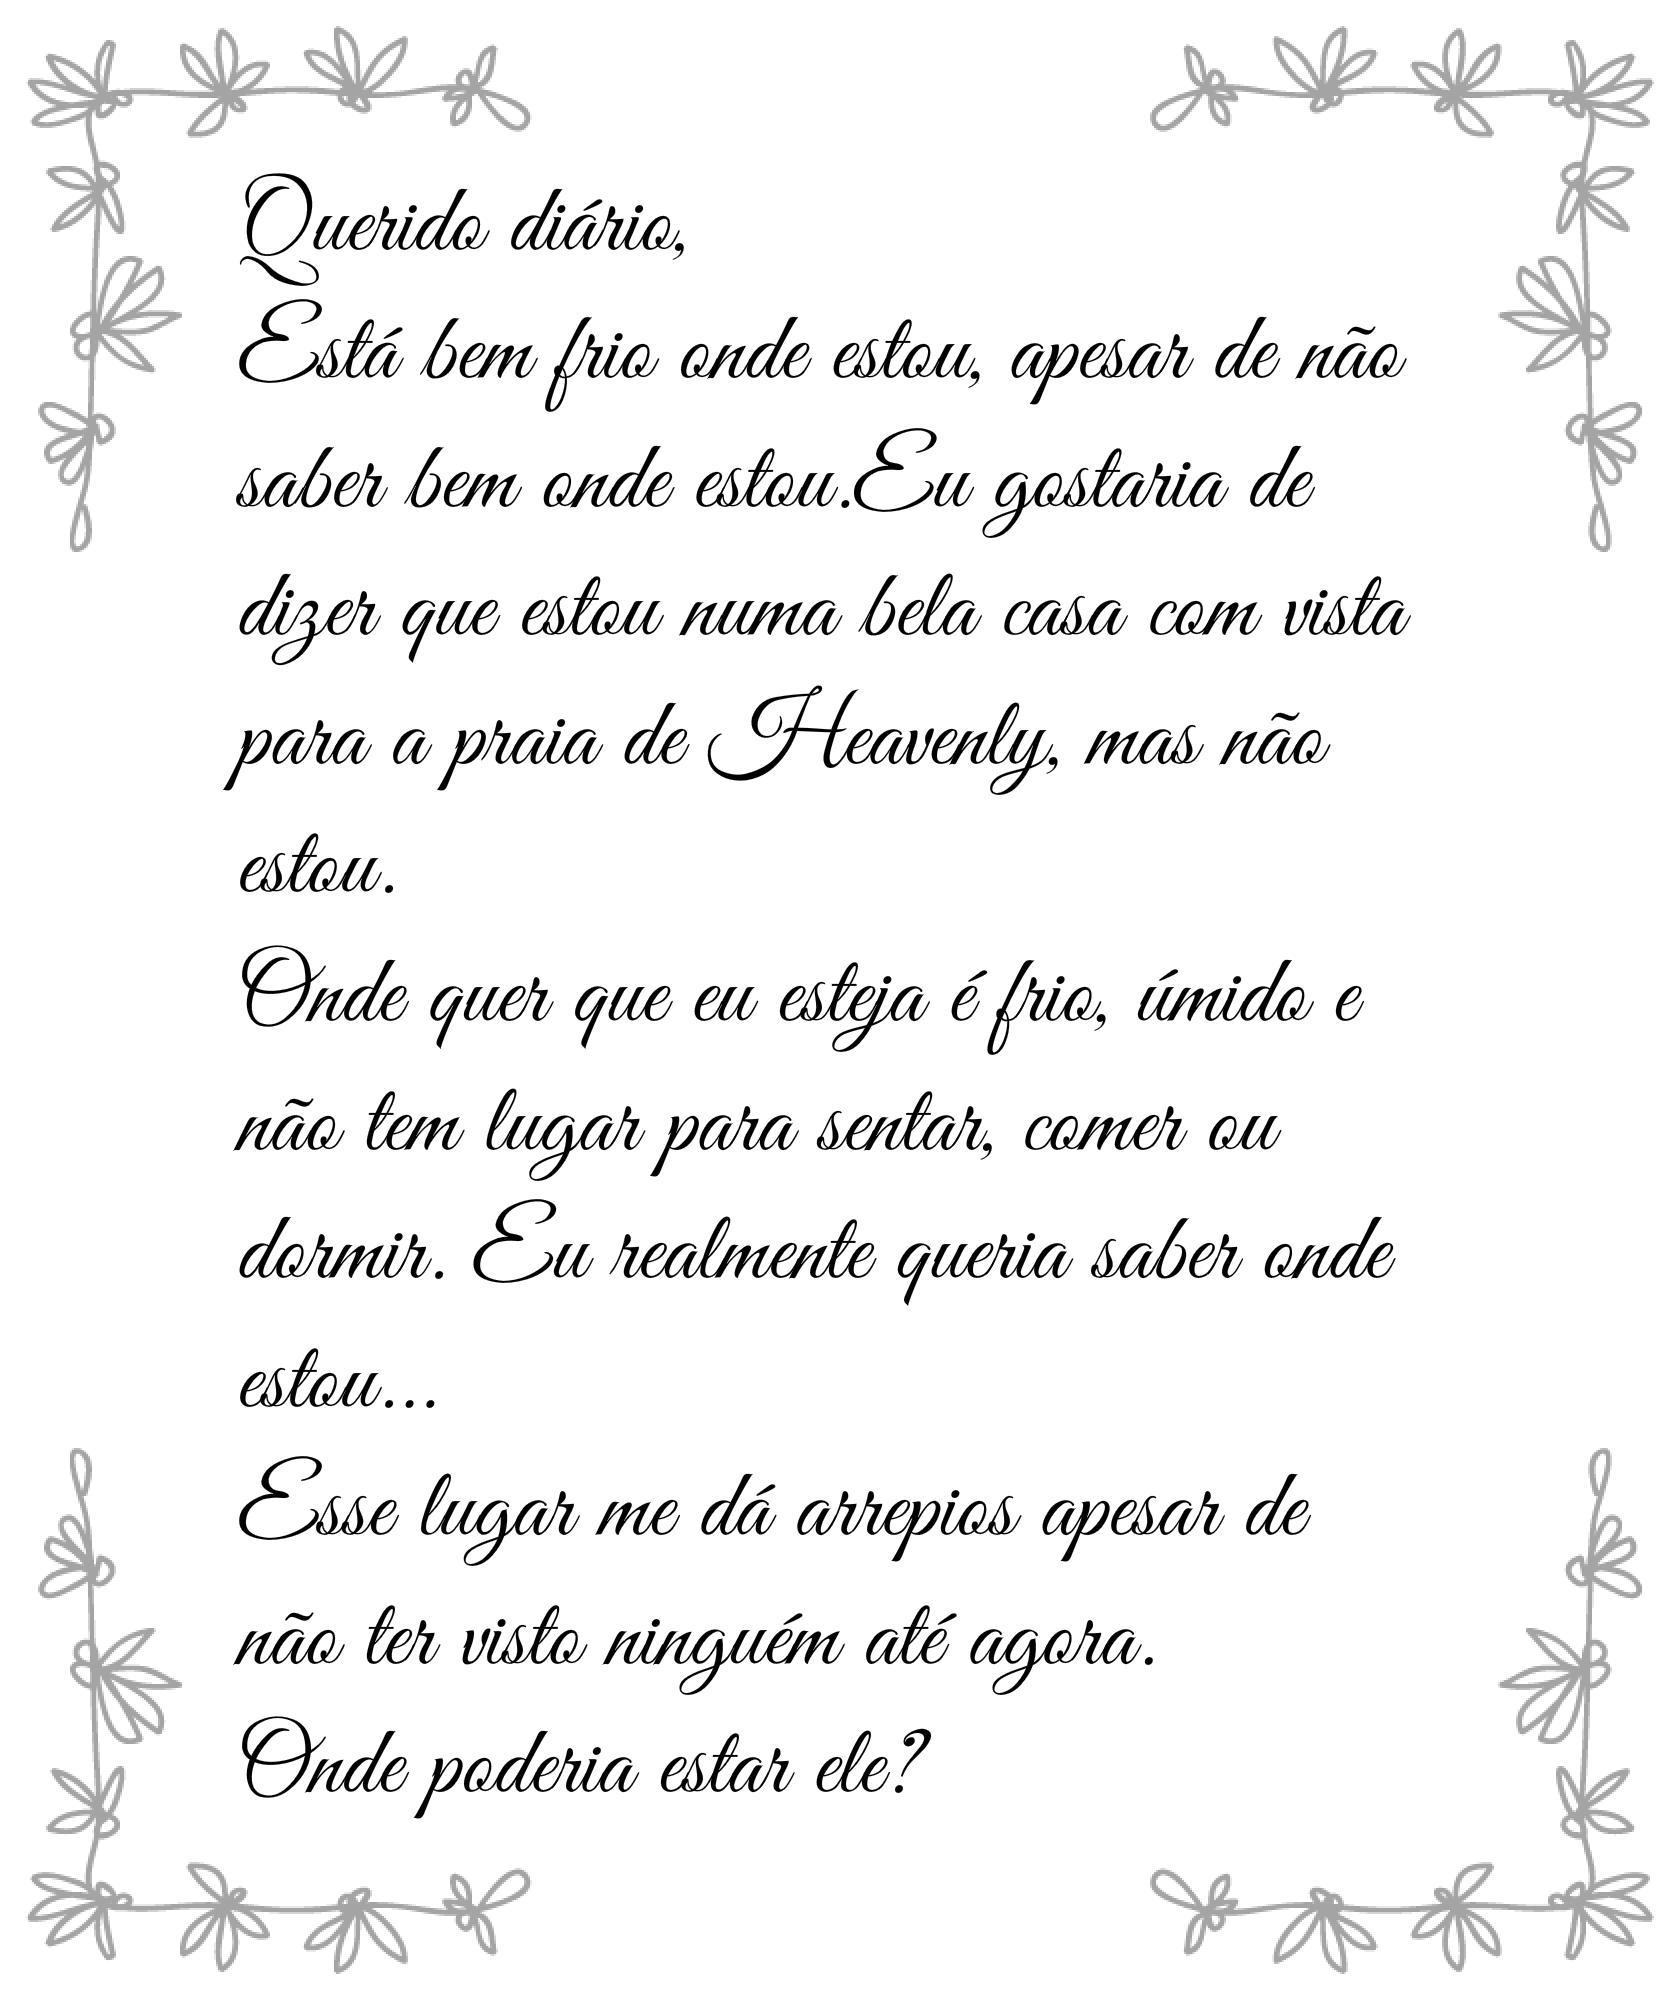 Querido diário,
Está bem frio onde estou, apesar de não
saber bem onde estou.Eu gostaria de
dizer que estou numa bela casa com vista
para a praia de Heavenly, mas não
estou.
Onde quer que eu esteja é frio, úmido e
não tem lugar para sentar, comer ou
dormir. Eu realmente queria saber onde
estou...
Esse lugar me dá arrepios apesar de
não ter visto ninguém até agora.
Onde poderia estar ele?